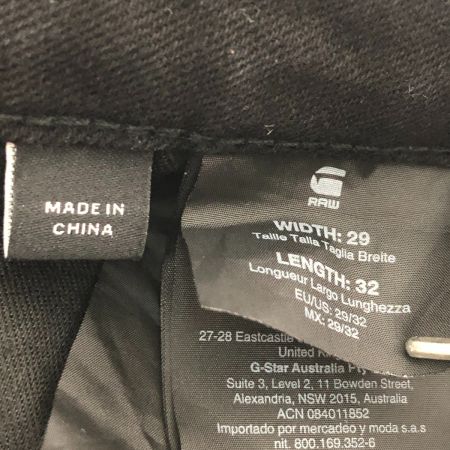 MADE IN
CHINA
RAW
WIDTH: 29
Taille Talla Taglia Breite
LENGTH: 32
Longueur Largo Lunghezza
EU/US: 29/32
MX: 29/32
27-28 Eastcastle
United
G-Star Australia Pty
Suite 3, Level 2, 11 Bowden Street,
Alexandria, NSW 2015, Australia
ACN 084011852
Importado por mercadeo y moda s.a.s
nit. 800.169.352-6